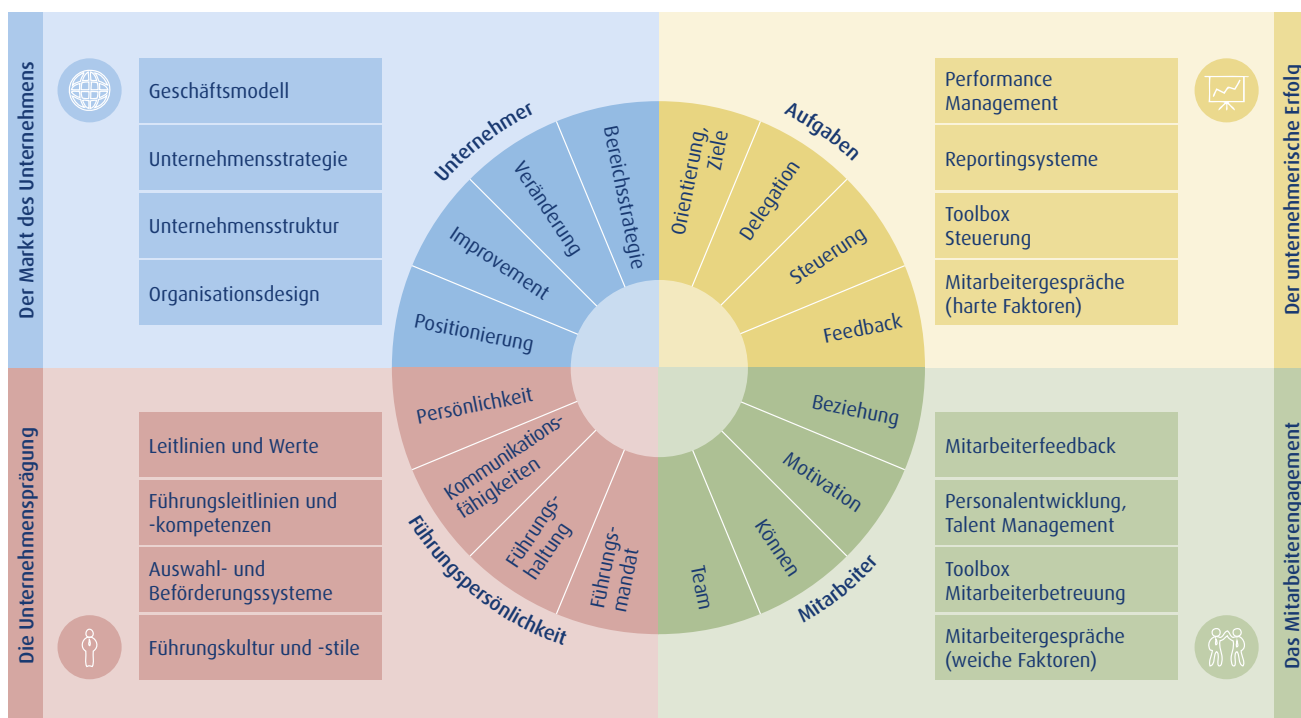 Der Markt des Unternehmens
Geschäftsmodell
Unternehmensstrategie
Unternehmensstruktur
Organisationsdesign
Unternehmer
Positionierung
Improvement
Veränderung
Bereichsstrategie
Aufgaben
Orientierung,
Ziele
Delegation
Steuerung
Feedback
Performance
Management
Reportingsysteme
Toolbox
Steuerung
Mitarbeitergespräche
(harte Faktoren)
Der unternehmerische Erfolg
Die Unternehmensprägung
Leitlinien und Werte
Führungsleitlinien und
-kompetenzen
Auswahl- und
Beförderungssysteme
Führungskultur und -stile
Führungspersönlichkeit
Persönlichkeit
Kommunikations-
fähigkeiten
Führungs-
haltung
Führungs-
mandat
Mitarbeiter
Beziehung
Motivation
Können
Team
Mitarbeiterfeedback
Personalentwicklung,
Talent Management
Toolbox
Mitarbeiterbetreuung
Mitarbeitergespräche
(weiche Faktoren)
Das Mitarbeiterengagement